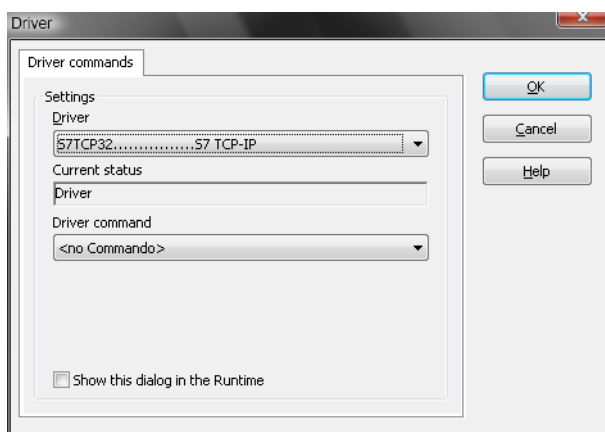 Driver
Driver commands
Settings
Driver
S7TCP32................S7 TCP-IP
Current status
Driver
Driver command
<no Commando>
Show this dialog in the Runtime
OK
Cancel
Help